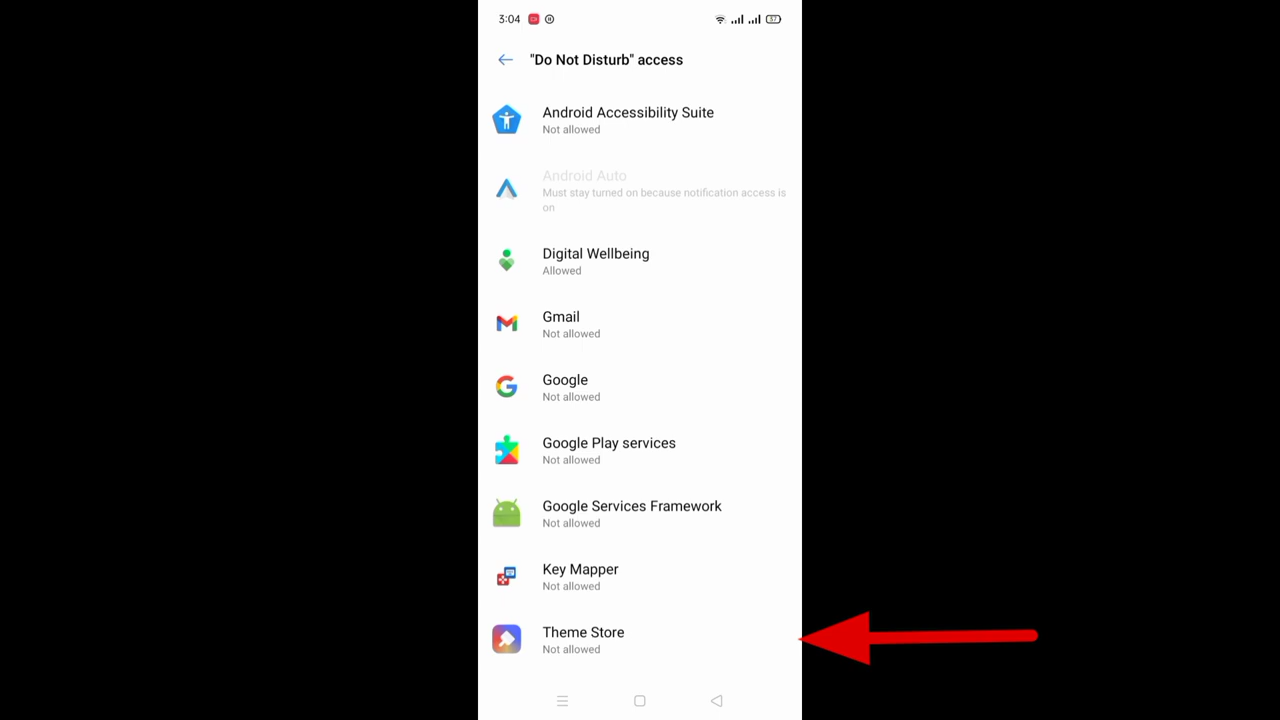 3:04
37
"Do Not Disturb" access
Android Accessibility Suite
Not allowed
Android Auto
Must stay turned on because notification access is
on
Digital Wellbeing
Allowed
Gmail
Not allowed
Google
Not allowed
Google Play services
Not allowed
Google Services Framework
Not allowed
Key Mapper
Not allowed
Theme Store
Not allowed